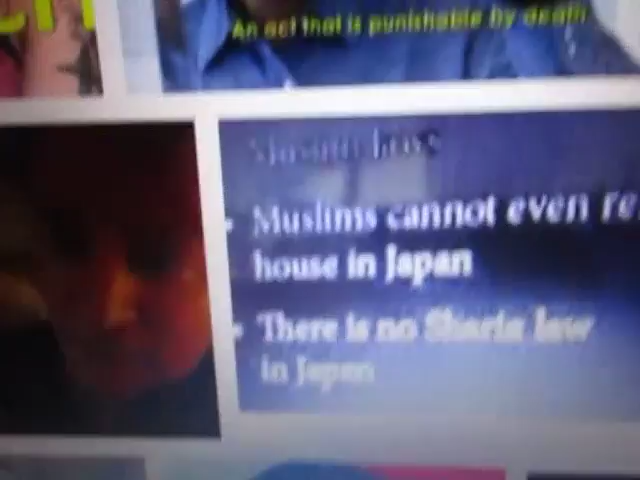 An act that is punishable by death
Muslims cannot even re
house in Japan
There is no Sharia law
in Japan